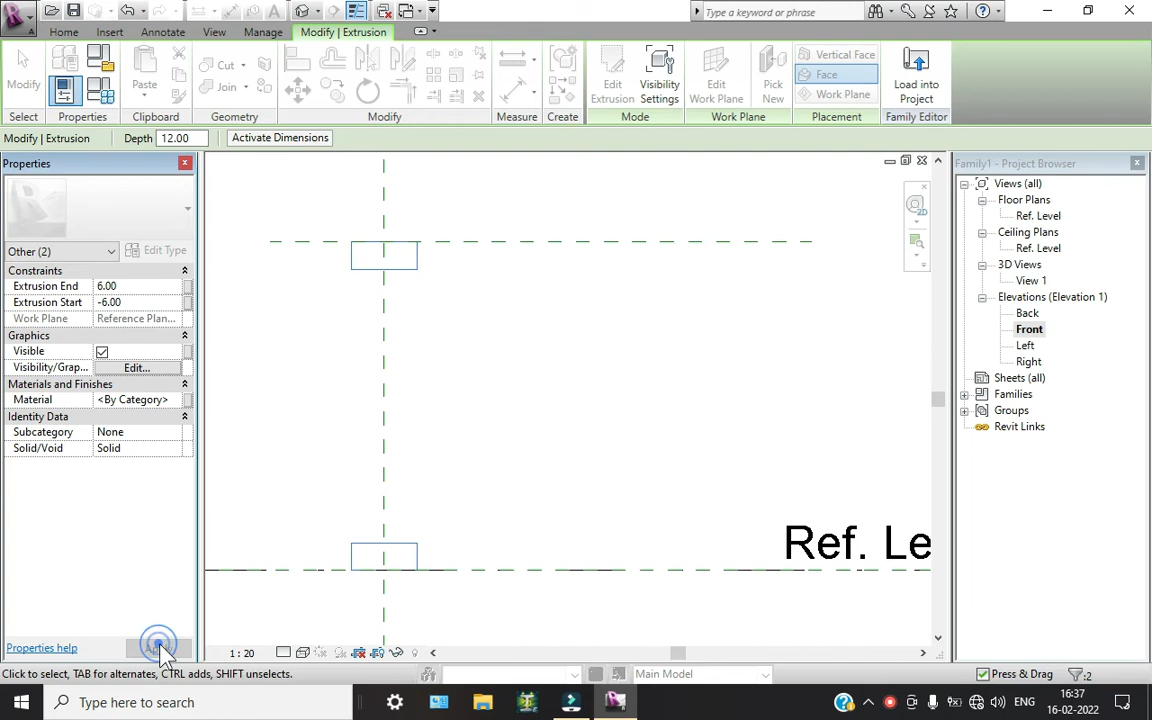 Type a keyword or phrase
Home Insert Annotate View Manage Modify | Extrusion
Modify
Paste
Cut
Join
Edit Extrusion
Visibility Settings
Edit Work Plane
Pick New
Vertical Face
Face
Work Plane
Load into Project
Select Properties Clipboard Geometry Modify Measure Create Mode Work Plane Placement Family Editor
Modify | Extrusion Depth 12.00 Activate Dimensions
Properties
Family1 - Project Browser
Other (2) Edit Type
Constraints
Extrusion End 6.00
Extrusion Start -6.00
Work Plane Reference Plan...
Graphics
Visible
Visibility/Grap... Edit...
Materials and Finishes
Material <By Category>
Identity Data
Subcategory None
Solid/Void Solid
Properties help
2D
Ref. Le
Views (all)
Floor Plans
Ref. Level
Ceiling Plans
Ref. Level
3D Views
View 1
Elevations (Elevation 1)
Back
Front
Left
Right
Sheets (all)
Families
Groups
Revit Links
1 : 20
Click to select, TAB for alternates, CTRL adds, SHIFT unselects.
Main Model
Press & Drag
:2
Type here to search
ENG
16:37
16-02-2022